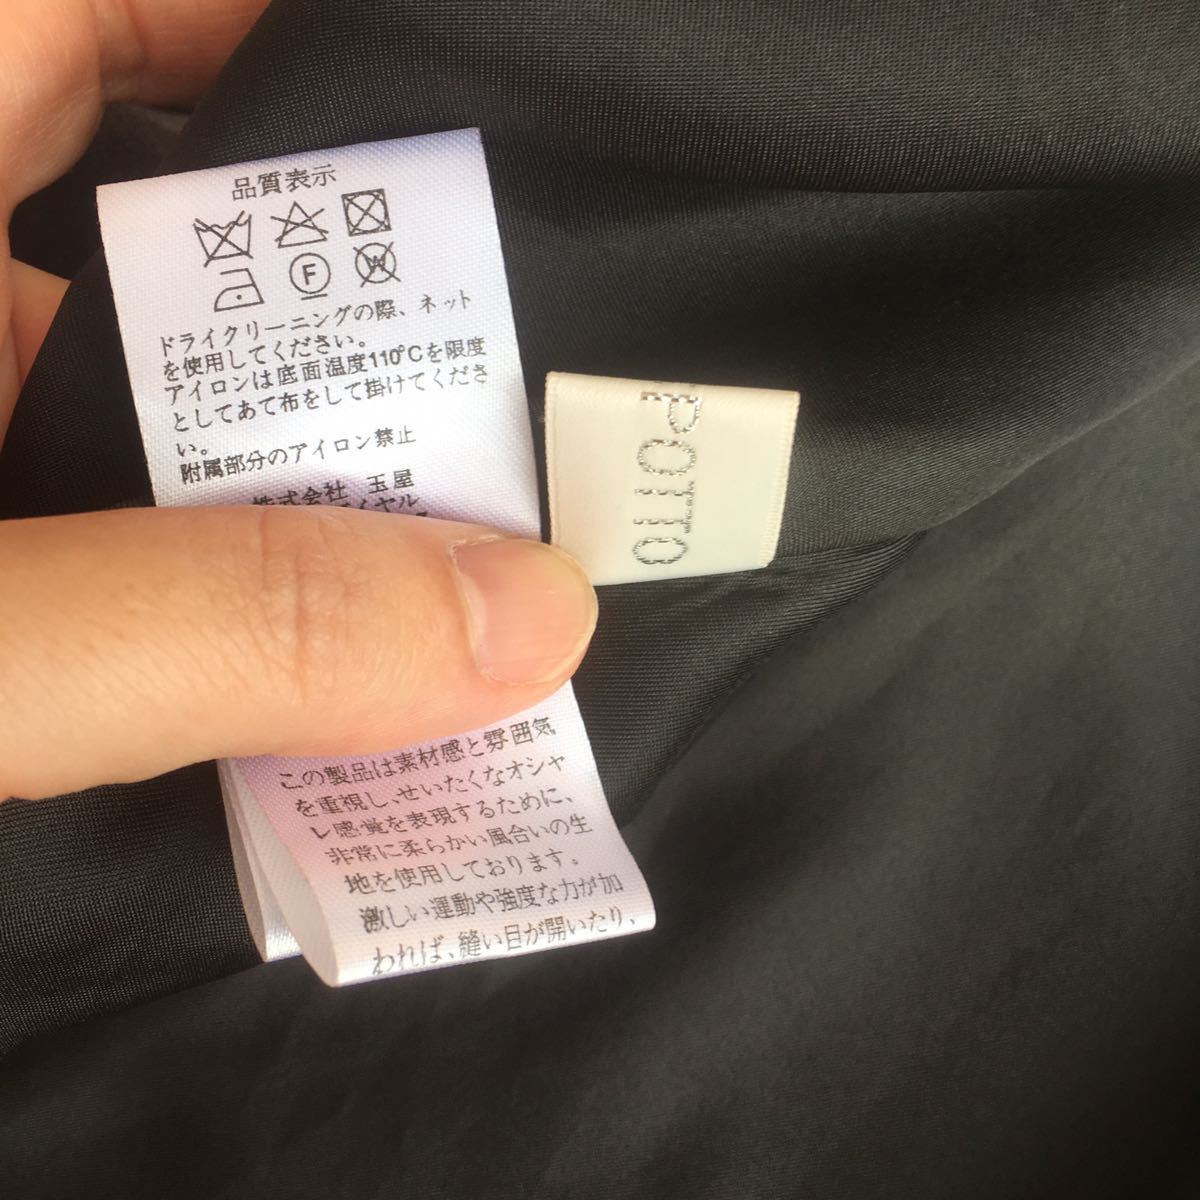 品質表示
F
W
ドライクリーニングの際、ネット
を使用してください。
アイロンは底面温度110℃を限度
としてあて布をして掛けてくださ
い。
附属部分のアイロン禁止
株式会社 玉屋
POITTO
この製品は素材感と雰囲気
を重視し、せいたくなオシャ
レ感覚を表現するために、
非常に柔らかい風合いの生
地を使用しております。
激しい運動や強度な力が加
われば、縫い目が開いたり、